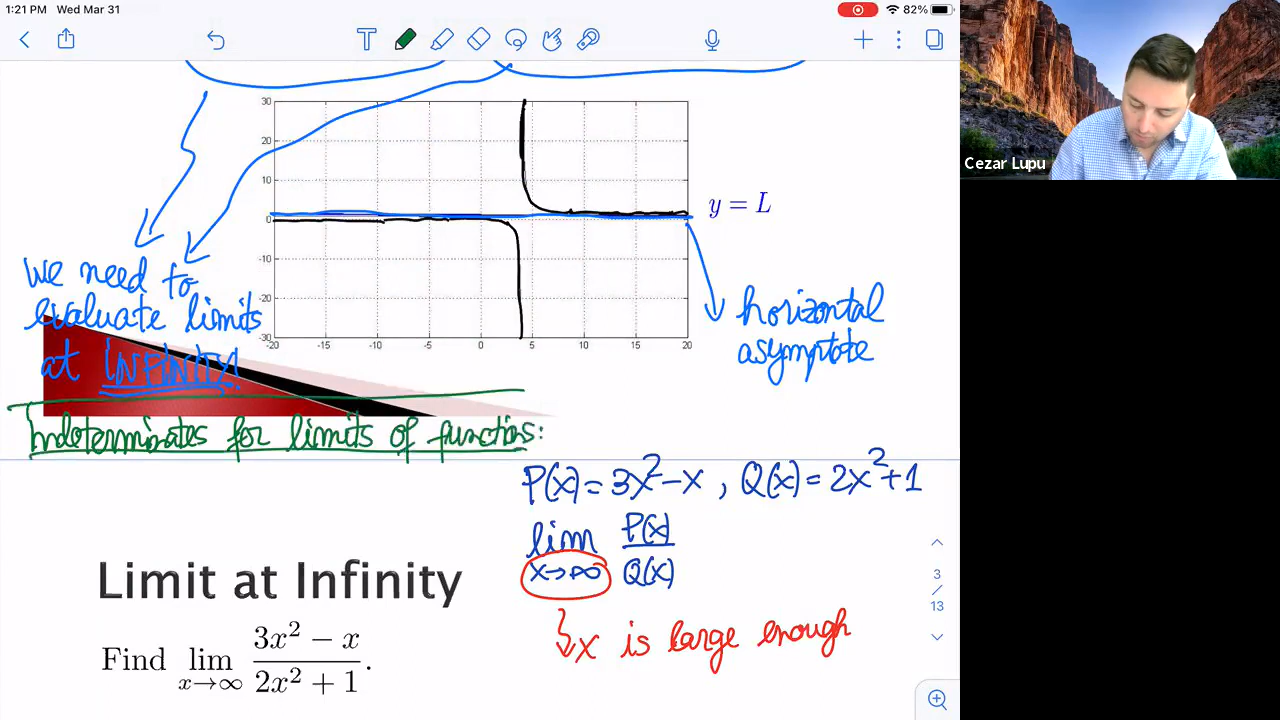 1:21 PM Wed Mar 31
82%
30
20
10
0
-10
-20
-30
-20 -15 -10 -5 0 5 10 15 20
y = L
Cezar Lupu
we need to
evaluate limits
at INFINITY
horizontal
asymptote
Indeterminates for limits of functions:
P(x) = 3x² - x , Q(x) = 2x² + 1
lim P(x)/Q(x)
x→∞
x is large enough
Limit at Infinity
Find lim x→∞ (3x² − x)/(2x² + 1).
3
/
13